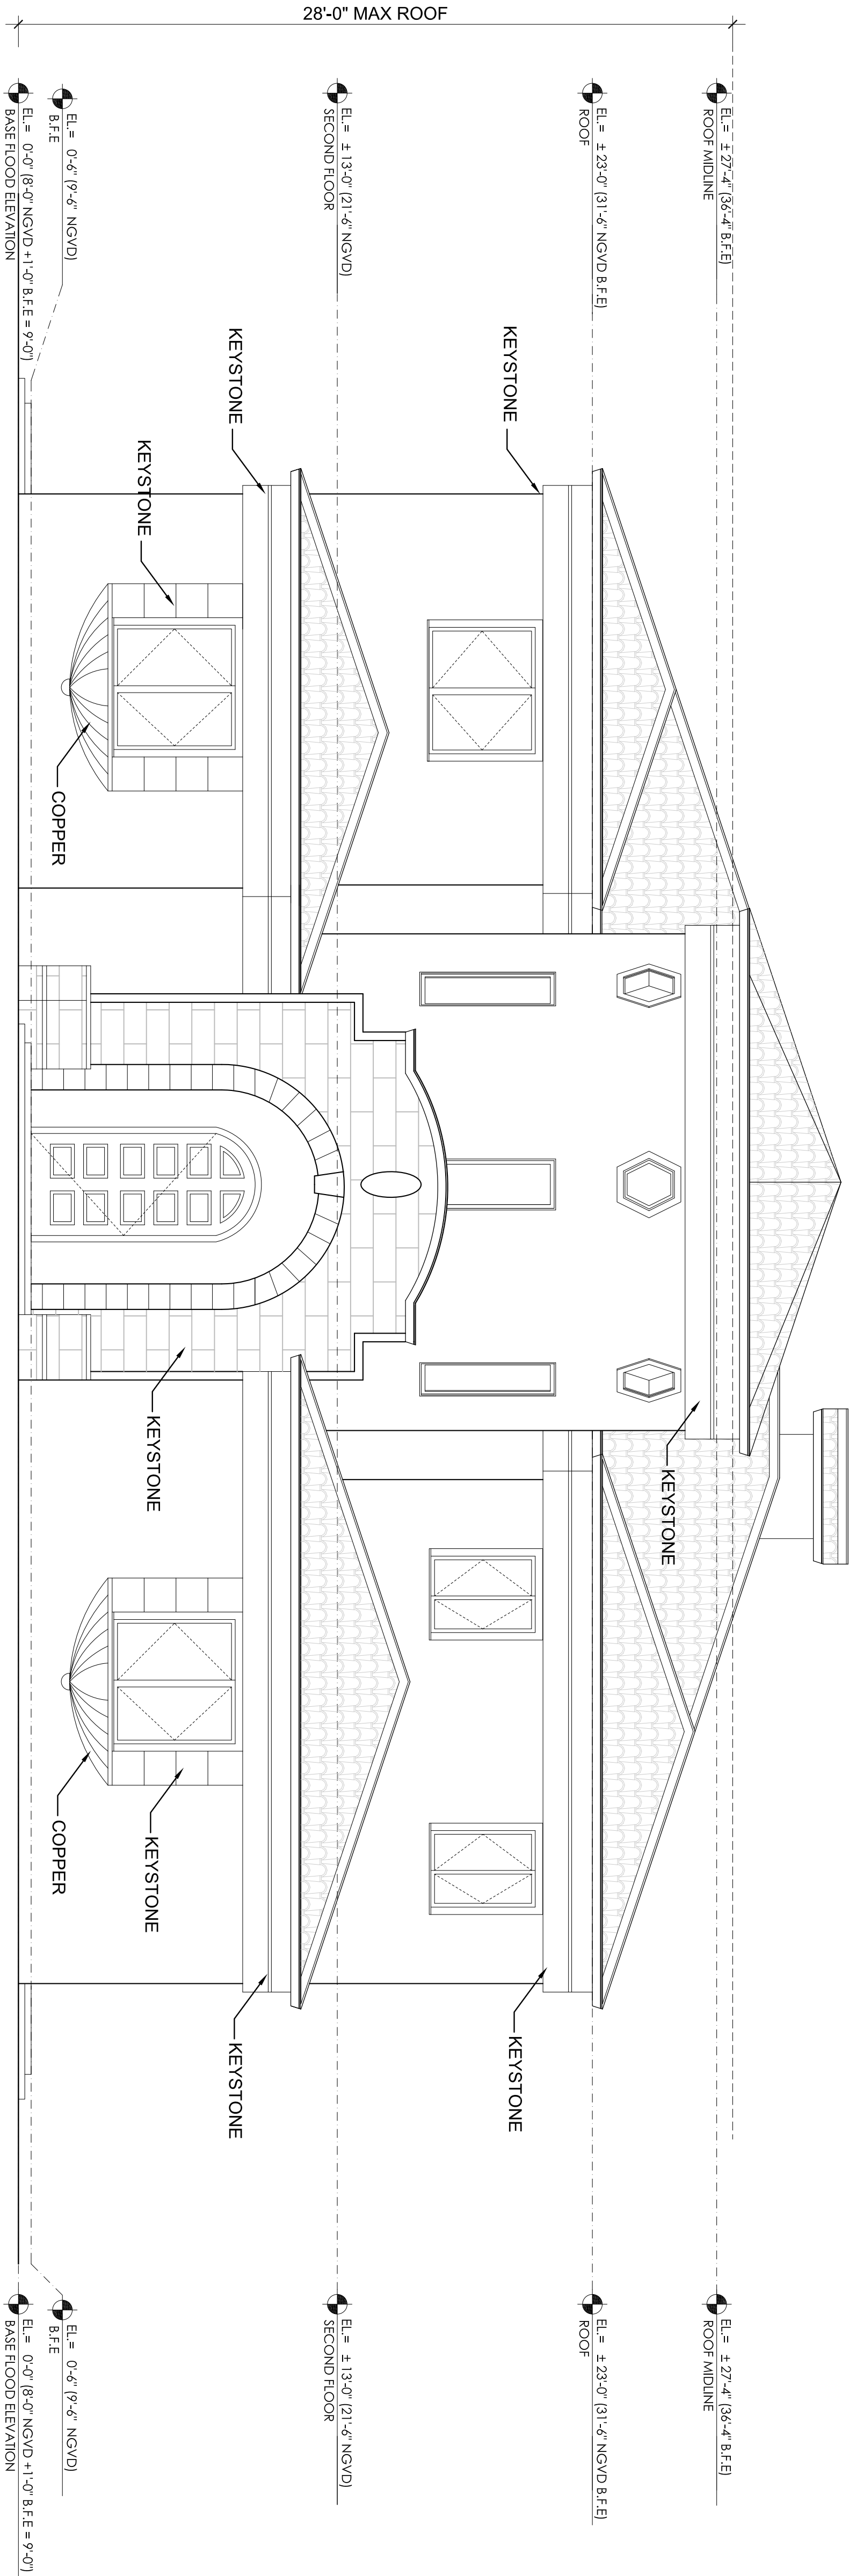 28'-0" MAX ROOF
EL.= ± 27'-4" (36'-4" B.F.E)
ROOF MIDLINE
EL.= ± 23'-0" (31'-6" NGVD B.F.E)
ROOF
EL.= ± 13'-0" (21'-6" NGVD)
SECOND FLOOR
EL.= 0'-6" (9'-6" NGVD)
B.F.E
EL.= 0'-0" (8'-0" NGVD +1'-0" B.F.E = 9'-0")
BASE FLOOD ELEVATION
KEYSTONE
KEYSTONE
KEYSTONE
COPPER
KEYSTONE
KEYSTONE
KEYSTONE
COPPER
KEYSTONE
KEYSTONE
EL.= ± 27'-4" (36'-4" B.F.E)
ROOF MIDLINE
EL.= ± 23'-0" (31'-6" NGVD B.F.E)
ROOF
EL.= ± 13'-0" (21'-6" NGVD)
SECOND FLOOR
EL.= 0'-6" (9'-6" NGVD)
B.F.E
EL.= 0'-0" (8'-0" NGVD +1'-0" B.F.E = 9'-0")
BASE FLOOD ELEVATION